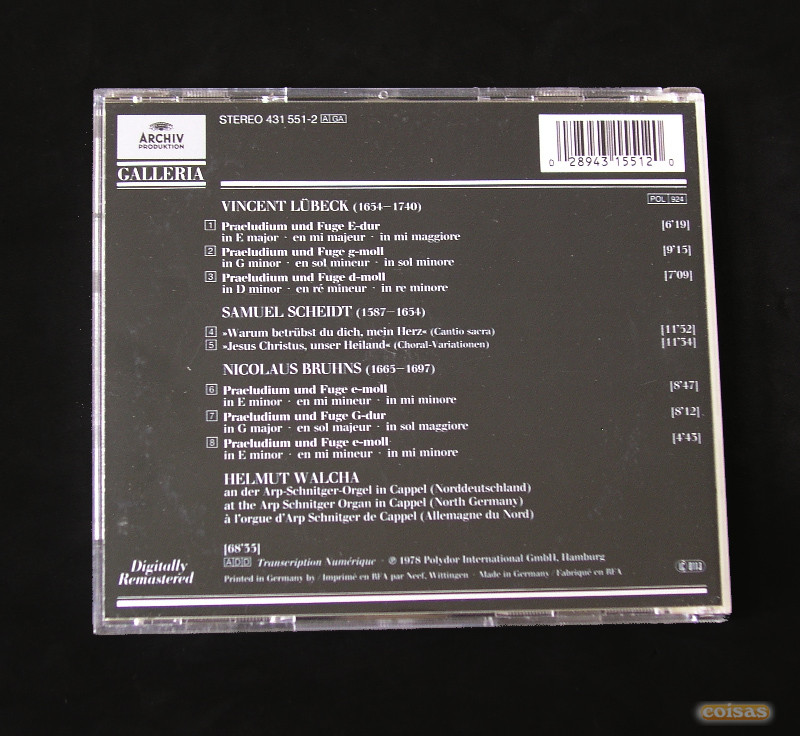 ARCHIV
PRODUKTION
GALLERIA
STEREO 431 551-2 A GA
0 28943 15512 0
POL 924
VINCENT LÜBECK (1654–1740)
1 Praeludium und Fuge E-dur [6'19]
in E major · en mi majeur · in mi maggiore
2 Praeludium und Fuge g-moll [9'15]
in G minor · en sol mineur · in sol minore
3 Praeludium und Fuge d-moll [7'09]
in D minor · en ré mineur · in re minore
SAMUEL SCHEIDT (1587–1654)
4 »Warum betrübst du dich, mein Herz« (Cantio sacra) [11'52]
5 »Jesus Christus, unser Heiland« (Choral-Variationen) [11'54]
NICOLAUS BRUHNS (1665–1697)
6 Praeludium und Fuge e-moll [8'47]
in E minor · en mi mineur · in mi minore
7 Praeludium und Fuge G-dur [8'12]
in G major · en sol majeur · in sol maggiore
8 Praeludium und Fuge e-moll [4'43]
in E minor · en mi mineur · in mi minore
HELMUT WALCHA
an der Arp-Schnitger-Orgel in Cappel (Norddeutschland)
at the Arp Schnitger Organ in Cappel (North Germany)
à l'orgue d'Arp Schnitger de Cappel (Allemagne du Nord)
[68'35]
ADD Transcription Numérique · ℗ 1978 Polydor International GmbH, Hamburg
Printed in Germany by / Imprimé en RFA par Neef, Wittingen · Made in Germany / Fabriqué en RFA
Digitally
Remastered
coisas